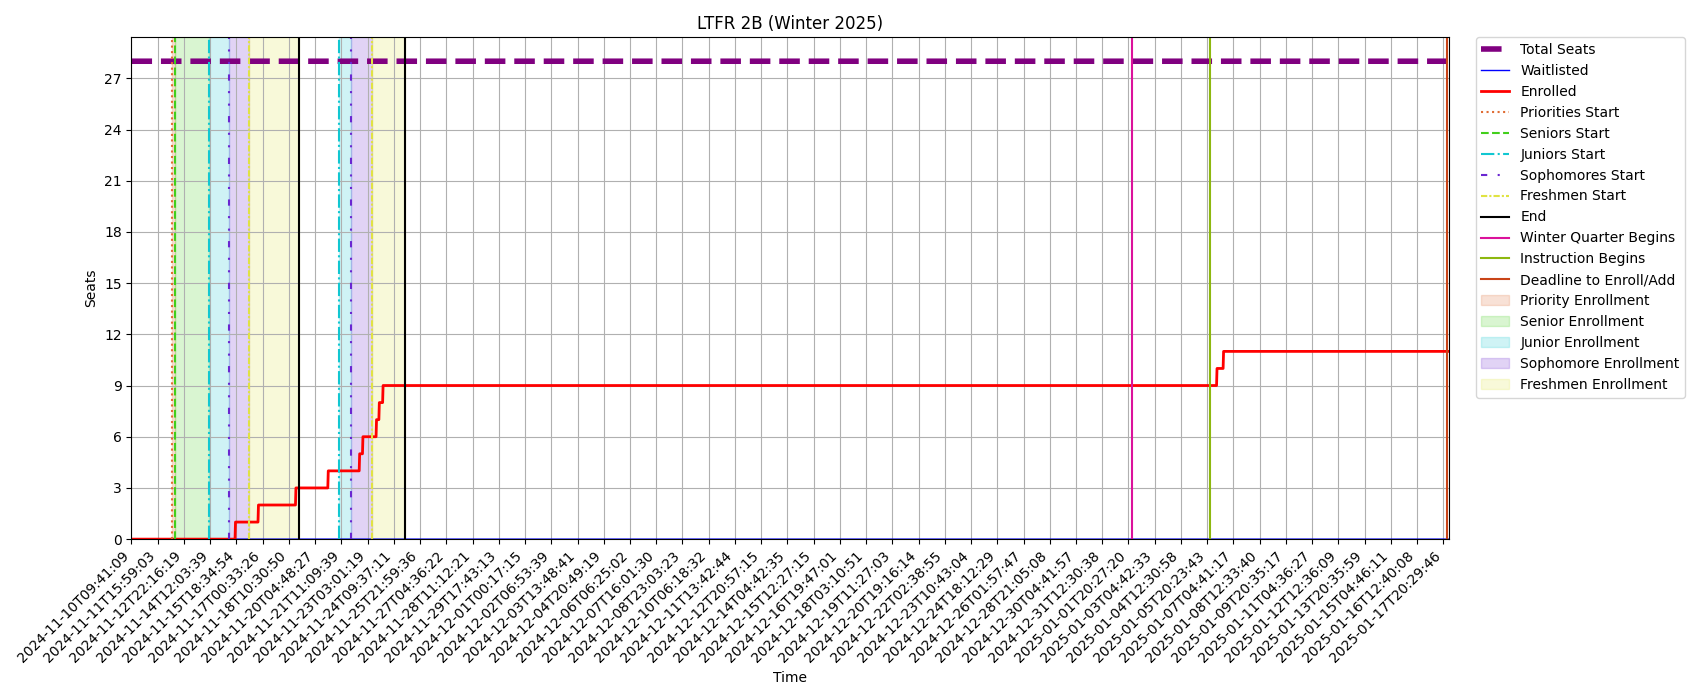 LTFR 2B (Winter 2025)
Seats
27
24
21
18
15
12
9
6
3
0
2024-11-10T09:41:09
2024-11-11T15:59:03
2024-11-12T22:16:19
2024-11-14T12:03:39
2024-11-15T18:34:54
2024-11-17T00:33:26
2024-11-18T10:30:50
2024-11-20T04:48:27
2024-11-21T11:09:39
2024-11-23T03:01:19
2024-11-24T09:37:11
2024-11-25T21:59:36
2024-11-27T04:36:22
2024-11-28T11:12:21
2024-11-29T17:43:13
2024-12-01T00:17:15
2024-12-02T06:53:39
2024-12-03T13:48:41
2024-12-04T20:49:19
2024-12-06T06:25:02
2024-12-07T16:01:30
2024-12-08T23:03:23
2024-12-10T06:18:32
2024-12-11T13:42:44
2024-12-12T20:57:15
2024-12-14T04:42:35
2024-12-15T12:27:15
2024-12-16T19:47:01
2024-12-18T03:10:51
2024-12-19T11:27:03
2024-12-20T19:16:14
2024-12-22T02:38:55
2024-12-23T10:43:04
2024-12-24T18:12:29
2024-12-26T01:57:47
2024-12-28T21:05:08
2024-12-30T04:41:57
2024-12-31T12:30:38
2025-01-01T20:27:20
2025-01-03T04:42:33
2025-01-04T12:30:58
2025-01-05T20:23:43
2025-01-07T04:41:17
2025-01-08T12:33:40
2025-01-09T20:35:17
2025-01-11T04:36:27
2025-01-12T12:36:09
2025-01-13T20:35:59
2025-01-15T04:46:11
2025-01-16T12:40:08
2025-01-17T20:29:46
Time
Total Seats
Waitlisted
Enrolled
Priorities Start
Seniors Start
Juniors Start
Sophomores Start
Freshmen Start
End
Winter Quarter Begins
Instruction Begins
Deadline to Enroll/Add
Priority Enrollment
Senior Enrollment
Junior Enrollment
Sophomore Enrollment
Freshmen Enrollment